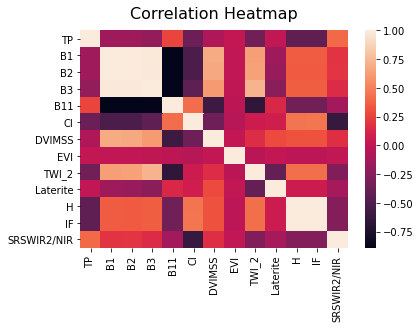 Correlation Heatmap
TP
B1
B2
B3
B11
CI
DVIMSS
EVI
TWI_2
Laterite
H
IF
SRSWIR2/NIR
TP
B1
B2
B3
B11
CI
DVIMSS
EVI
TWI_2
Laterite
H
IF
SRSWIR2/NIR
1.00
0.75
0.50
0.25
0.00
−0.25
−0.50
−0.75